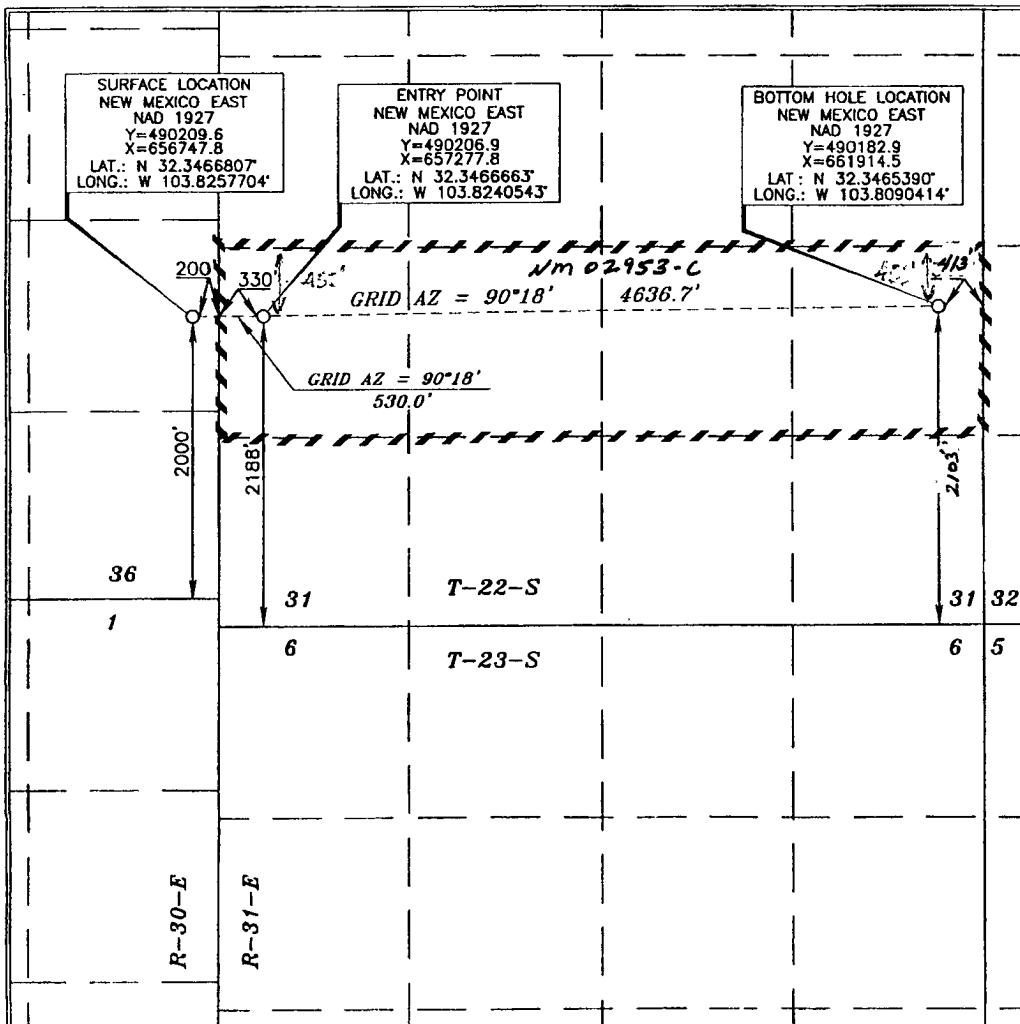 SURFACE LOCATION
NEW MEXICO EAST
NAD 1927
Y=490209.6
X=656747.8
LAT.: N 32.3466807°
LONG.: W 103.8257704°
ENTRY POINT
NEW MEXICO EAST
NAD 1927
Y=490206.9
X=657277.8
LAT.: N 32.3466663°
LONG.: W 103.8240543°
BOTTOM HOLE LOCATION
NEW MEXICO EAST
NAD 1927
Y=490182.9
X=661914.5
LAT.: N 32.3465390°
LONG.: W 103.8090414°
NM 02953-C
200'
330'
413'
GRID AZ = 90°18' 4636.7'
GRID AZ = 90°18'
530.0'
2000'
2188'
2103'
36
31
T-22-S
31
32
1
6
T-23-S
6
5
R-30-E
R-31-E